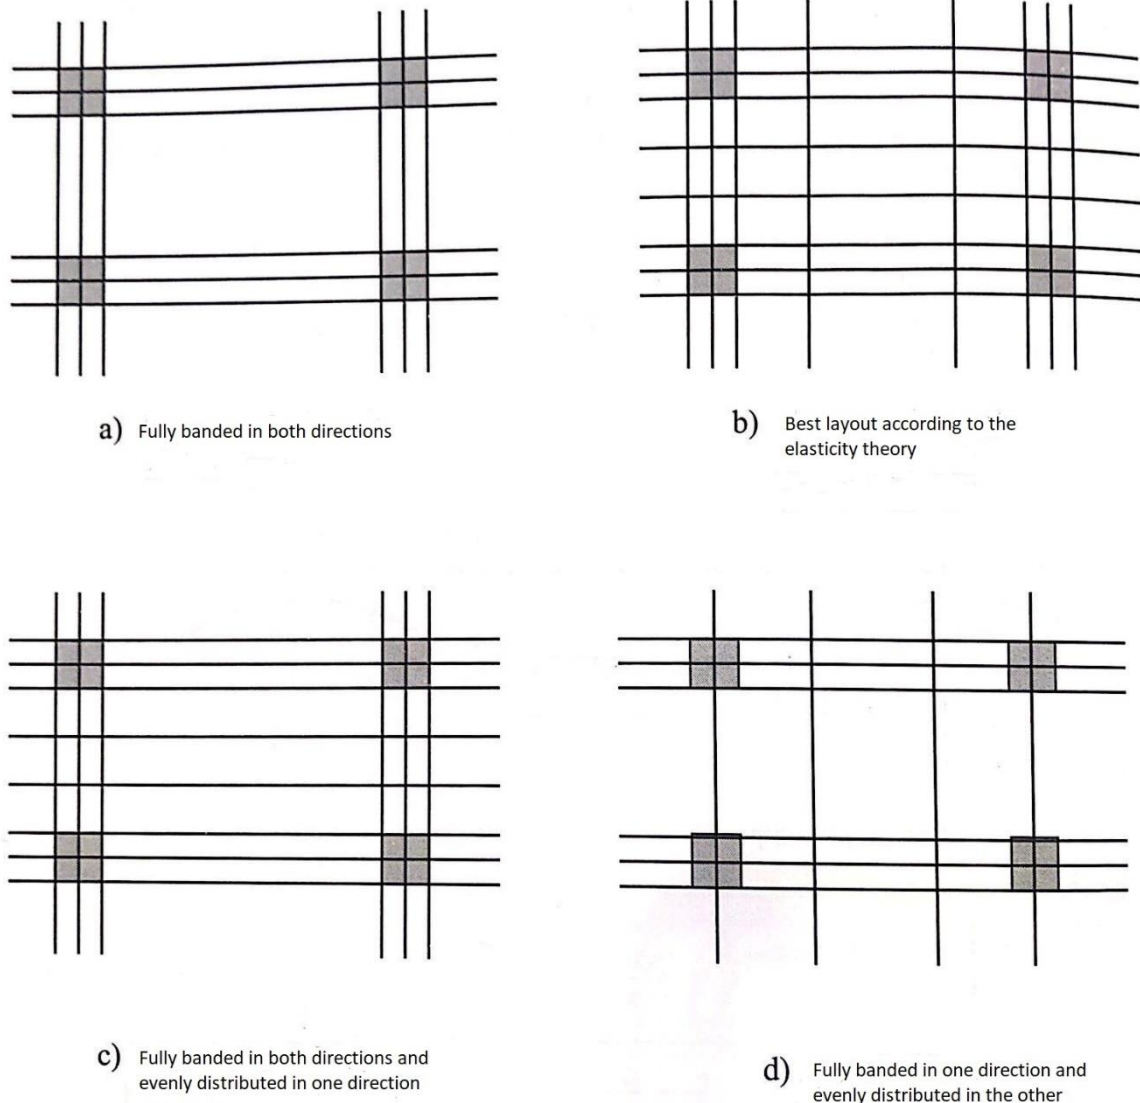 a) Fully banded in both directions
b) Best layout according to the
elasticity theory
c) Fully banded in both directions and
evenly distributed in one direction
d) Fully banded in one direction and
evenly distributed in the other